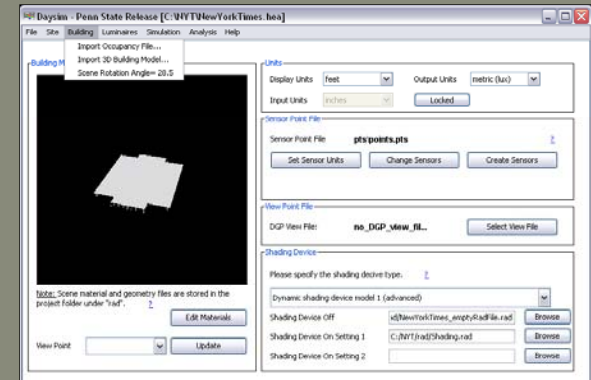 Daysim - Penn State Release [C:\NYT\NewYorkTimes.hea]
File Site Building Luminaires Simulation Analysis Help
Import Occupancy File...
Import 3D Building Model...
Scene Rotation Angle= 28.5
Building M
Units
Display Units feet Output Units metric (lux)
Input Units inches Locked
Sensor Point File
Sensor Point File pts\points.pts ?
Set Sensor Units Change Sensors Create Sensors
View Point File
DGP View File: no_DGP_view_fil... Select View File
Shading Device
Please specify the shading decive type. ?
Dynamic shading device model 1 (advanced)
Shading Device Off id/NewYorkTimes_emptyRadFile.rad Browse
Shading Device On Setting 1 C:/NYT/rad/Shading.rad Browse
Shading Device On Setting 2 Browse
Note: Scene material and geometry files are stored in the
project folder under "rad". ?
Edit Materials
View Point Update